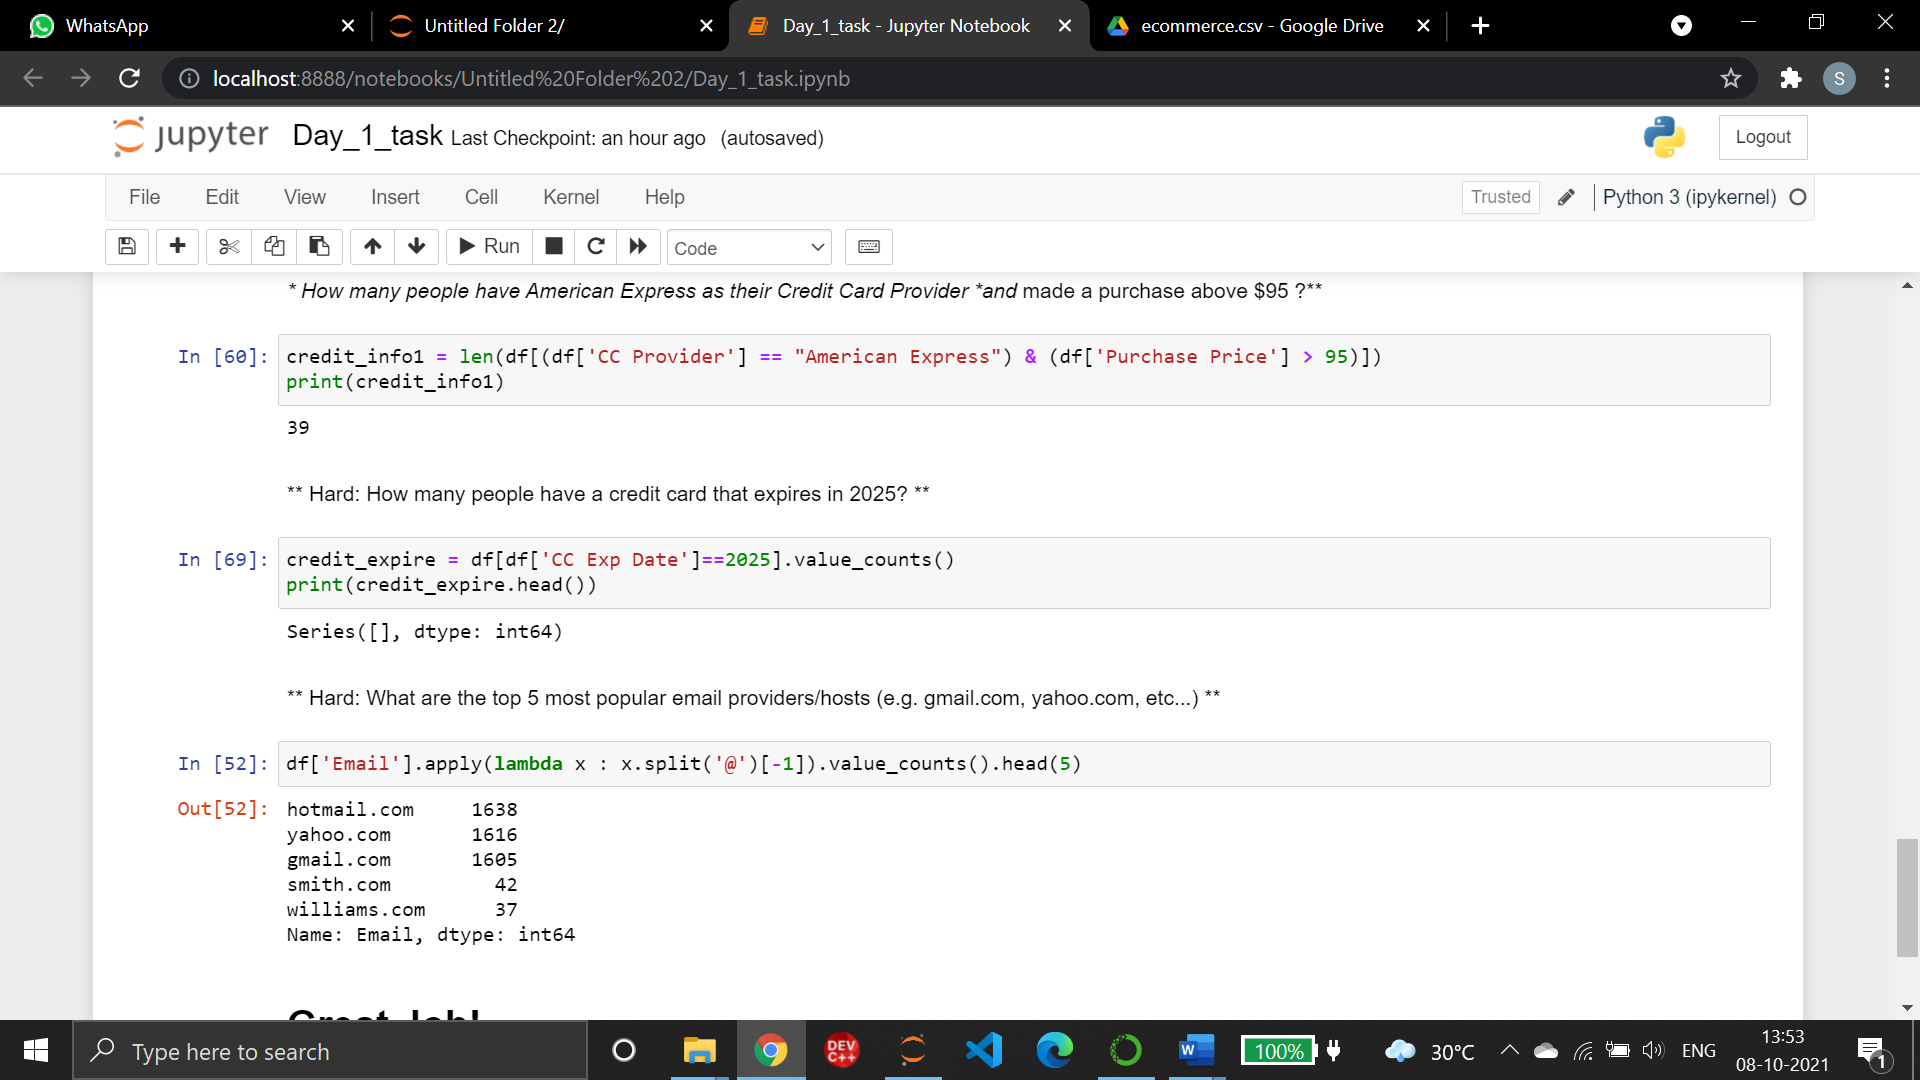 WhatsApp
Untitled Folder 2/
Day_1_task - Jupyter Notebook
ecommerce.csv - Google Drive
localhost:8888/notebooks/Untitled%20Folder%202/Day_1_task.ipynb
S
jupyter Day_1_task Last Checkpoint: an hour ago (autosaved)
Logout
File Edit View Insert Cell Kernel Help
Trusted
Python 3 (ipykernel)
Run
Code
* How many people have American Express as their Credit Card Provider *and made a purchase above $95 ?**
In [60]: credit_info1 = len(df[(df['CC Provider'] == "American Express") & (df['Purchase Price'] > 95)])
print(credit_info1)
39
** Hard: How many people have a credit card that expires in 2025? **
In [69]: credit_expire = df[df['CC Exp Date']==2025].value_counts()
print(credit_expire.head())
Series([], dtype: int64)
** Hard: What are the top 5 most popular email providers/hosts (e.g. gmail.com, yahoo.com, etc...) **
In [52]: df['Email'].apply(lambda x : x.split('@')[-1]).value_counts().head(5)
Out[52]: hotmail.com 1638
yahoo.com 1616
gmail.com 1605
smith.com 42
williams.com 37
Name: Email, dtype: int64
Great Job!
Type here to search
DEV C++
W
100%
30°C
ENG
13:53
08-10-2021
1